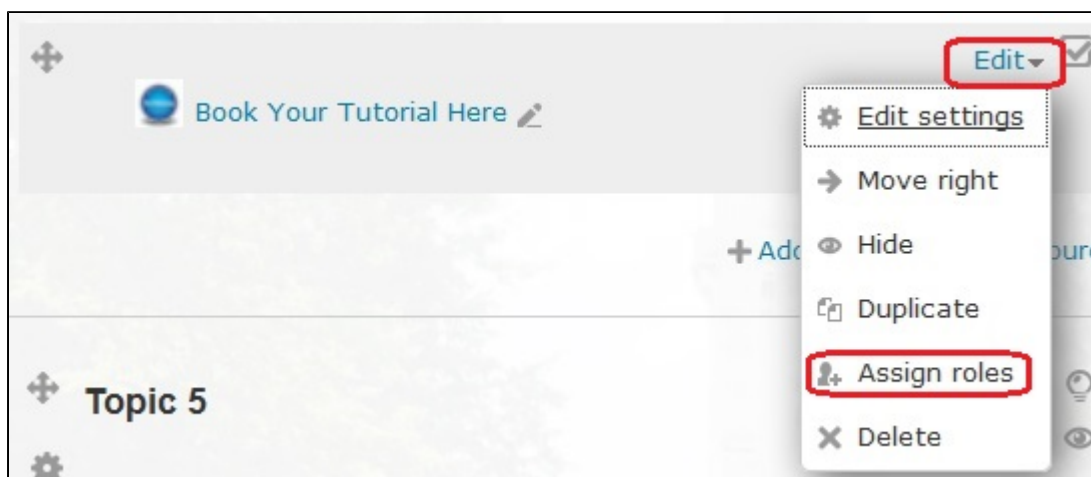 Edit
Book Your Tutorial Here
Edit settings
Move right
Hide
Duplicate
Assign roles
Delete
Topic 5